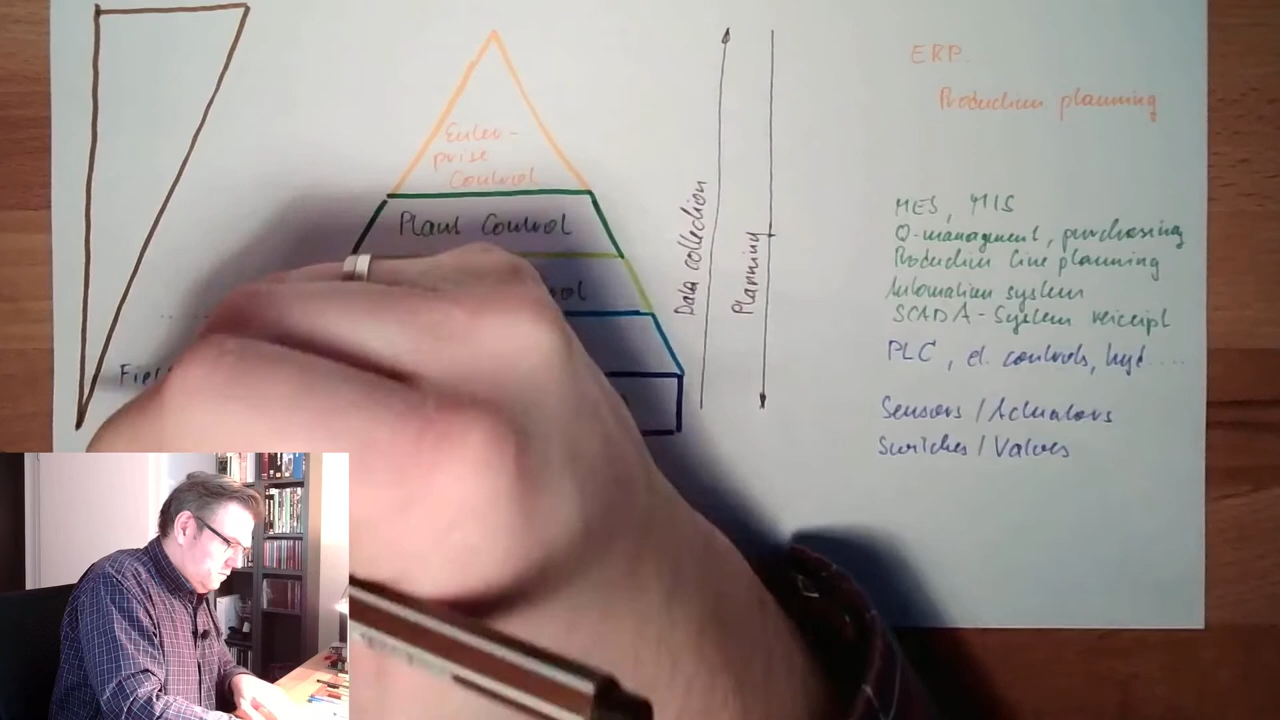 Enter-
prise
Control
Plant Control
ol
Fie
Data collection
Planning
ERP.
Production planning
MES, MIS
Q-management, purchasing
Production line planning
Automation system
SCADA-System
PLC, el. controls, hyd.....
Sensors / Actuators
Switches / Valves